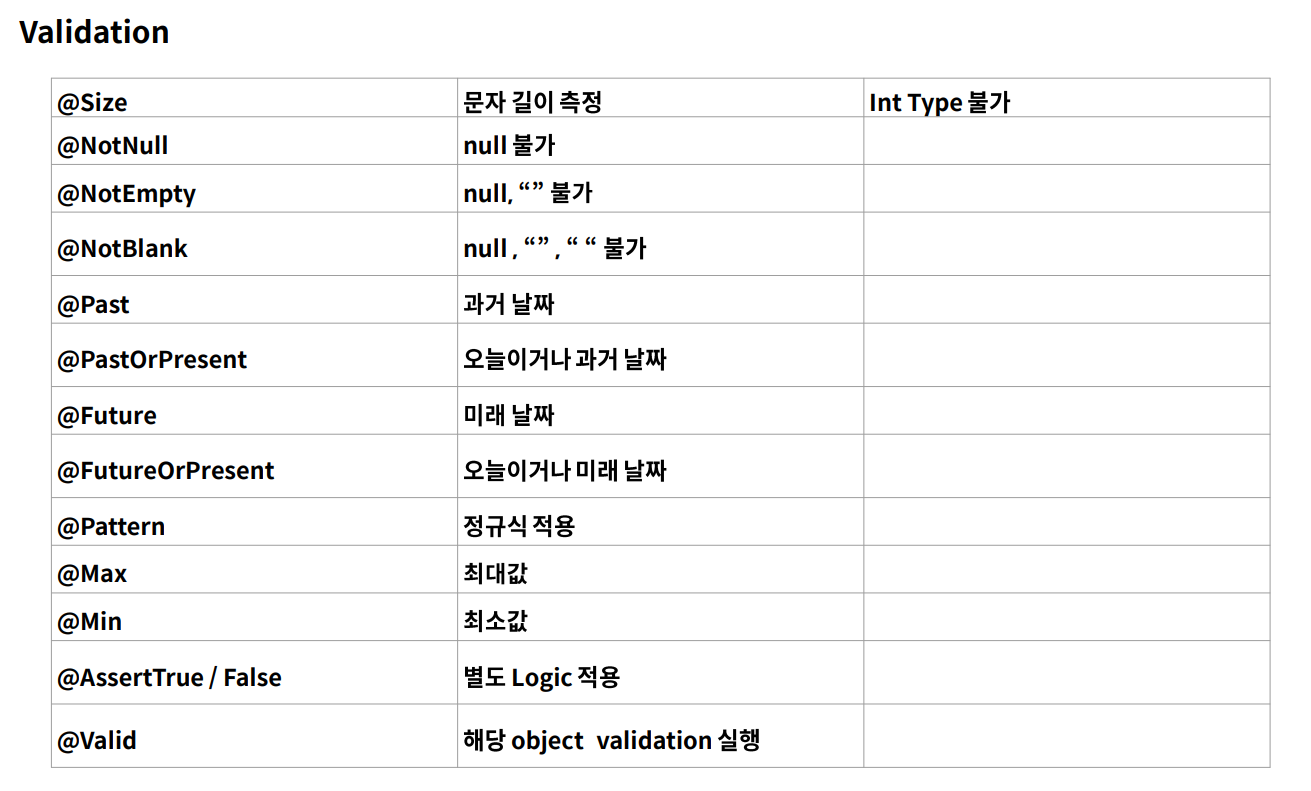 Validation
@Size 문자 길이 측정 Int Type 불가
@NotNull null 불가
@NotEmpty null, “” 불가
@NotBlank null , “” , “ “ 불가
@Past 과거 날짜
@PastOrPresent 오늘이거나 과거 날짜
@Future 미래 날짜
@FutureOrPresent 오늘이거나 미래 날짜
@Pattern 정규식 적용
@Max 최대값
@Min 최소값
@AssertTrue / False 별도 Logic 적용
@Valid 해당 object validation 실행